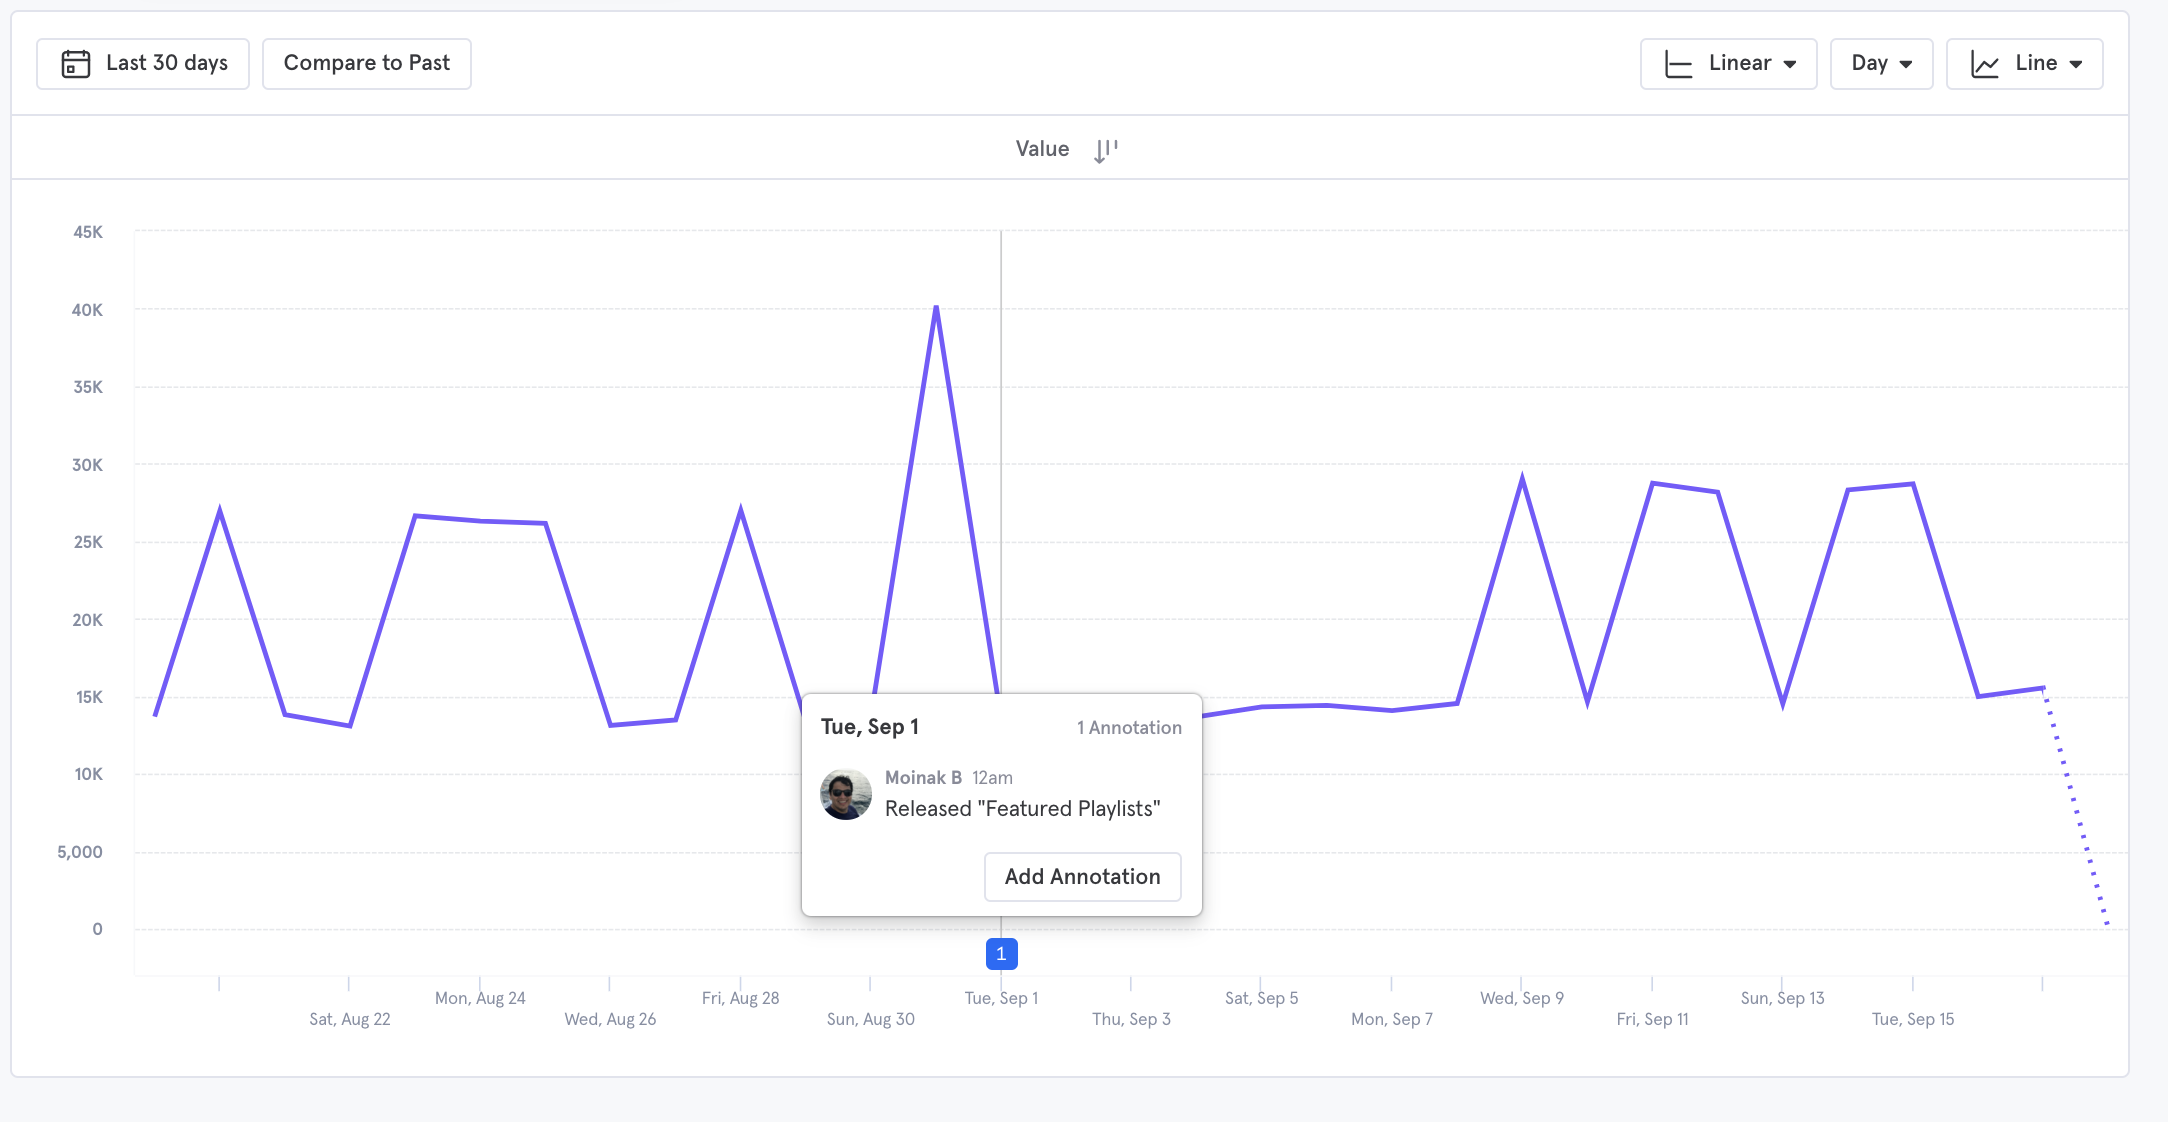 Last 30 days
Compare to Past
Linear
Day
Line
Value
45K
40K
35K
30K
25K
20K
15K
10K
5,000
0
Tue, Sep 1
1 Annotation
Moinak B 12am
Released "Featured Playlists"
Add Annotation
1
Mon, Aug 24
Fri, Aug 28
Tue, Sep 1
Sat, Sep 5
Wed, Sep 9
Sun, Sep 13
Sat, Aug 22
Wed, Aug 26
Sun, Aug 30
Thu, Sep 3
Mon, Sep 7
Fri, Sep 11
Tue, Sep 15